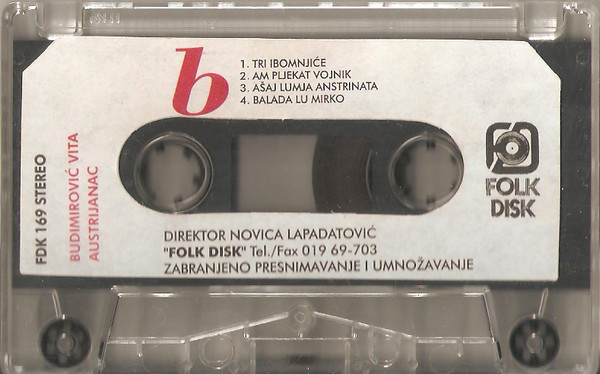 b
1. TRI IBOMNJIĆE
2. AM PLJEKAT VOJNIK
3. AŠAJ LUMJA ANSTRINATA
4. BALADA LU MIRKO
FDK 169 STEREO
BUDIMIROVIĆ VITA
AUSTRIJANAC
FOLK
DISK
DIREKTOR NOVICA LAPADATOVIĆ
"FOLK DISK" Tel./Fax 019 69-703
ZABRANJENO PRESNIMAVANJE I UMNOŽAVANJE